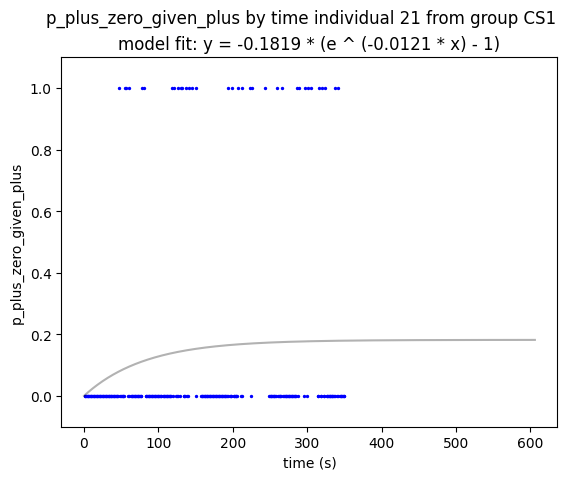 p_plus_zero_given_plus by time individual 21 from group CS1
model fit: y = -0.1819 * (e ^ (-0.0121 * x) - 1)
1.0
0.8
0.6
0.4
0.2
0.0
p_plus_zero_given_plus
0 100 200 300 400 500 600
time (s)